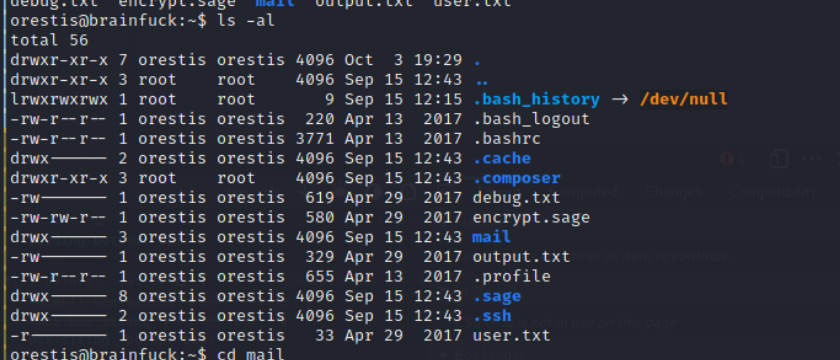 debug.txt encrypt.sage mail output.txt user.txt
orestis@brainfuck:~$ ls -al
total 56
drwxr-xr-x 7 orestis orestis 4096 Oct  3 19:29 .
drwxr-xr-x 3 root    root    4096 Sep 15 12:43 ..
lrwxrwxrwx 1 root    root       9 Sep 15 12:15 .bash_history → /dev/null
-rw-r--r-- 1 orestis orestis  220 Apr 13  2017 .bash_logout
-rw-r--r-- 1 orestis orestis 3771 Apr 13  2017 .bashrc
drwx------ 2 orestis orestis 4096 Sep 15 12:43 .cache
drwxr-xr-x 3 root    root    4096 Sep 15 12:43 .composer
-rw------- 1 orestis orestis  619 Apr 29  2017 debug.txt
-rw-rw-r-- 1 orestis orestis  580 Apr 29  2017 encrypt.sage
drwx------ 3 orestis orestis 4096 Sep 15 12:43 mail
-rw------- 1 orestis orestis  329 Apr 29  2017 output.txt
-rw-r--r-- 1 orestis orestis  655 Apr 13  2017 .profile
drwx------ 8 orestis orestis 4096 Sep 15 12:43 .sage
drwx------ 2 orestis orestis 4096 Sep 15 12:43 .ssh
-r-------- 1 orestis orestis   33 Apr 29  2017 user.txt
orestis@brainfuck:~$ cd mail